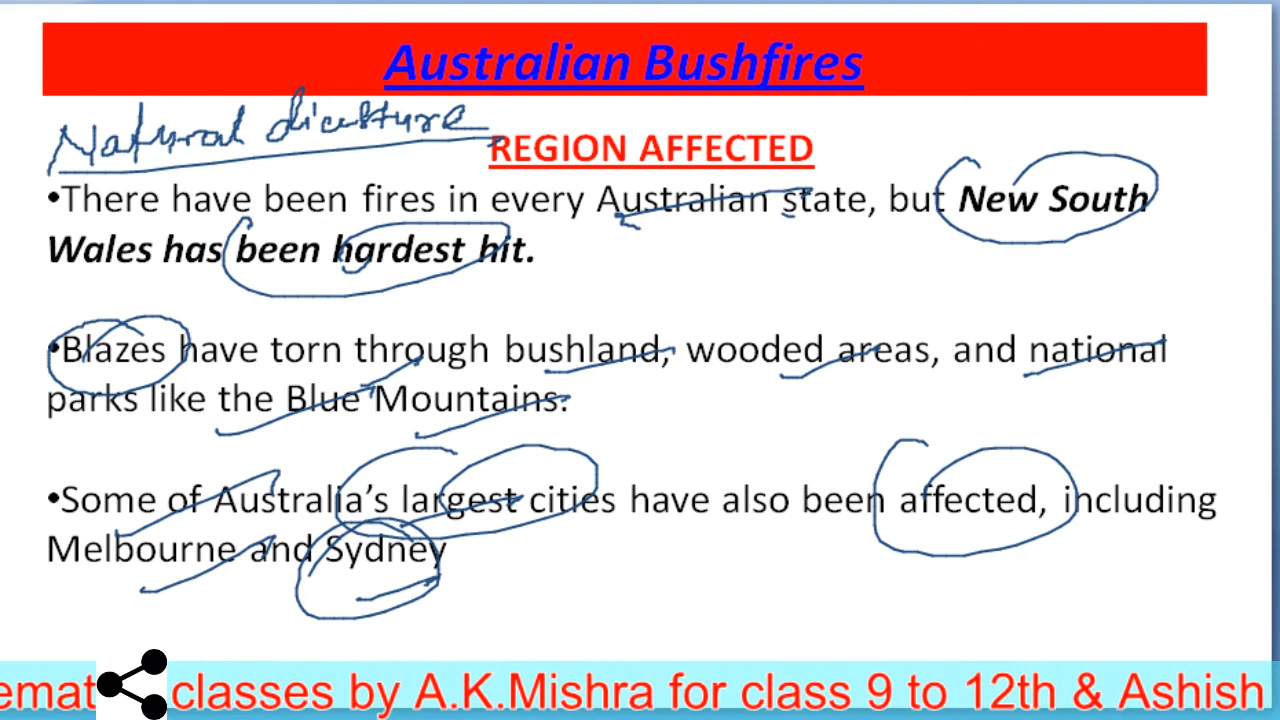 Australian Bushfires
Natural
REGION AFFECTED
•There have been fires in every Australian state, but New South
Wales has been hardest hit.
•Blazes have torn through bushland, wooded areas, and national
parks like the Blue Mountains.
•Some of Australia's largest cities have also been affected, including
Melbourne and Sydney
emat classes by A.K.Mishra for class 9 to 12th & Ashish